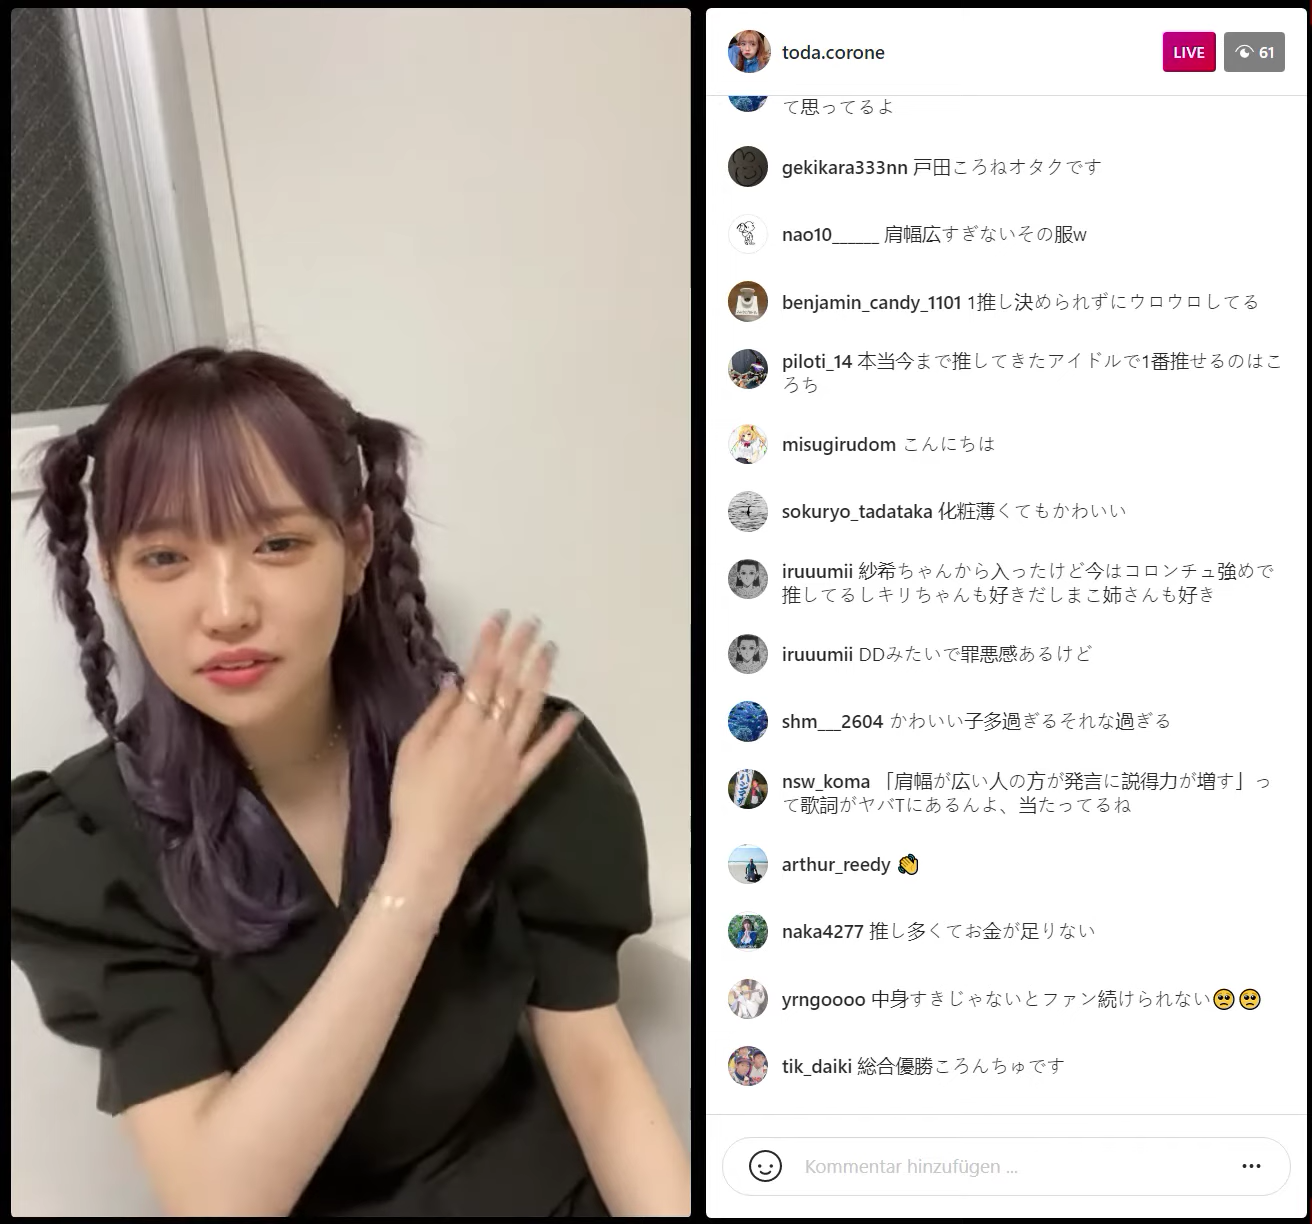 toda.corone
LIVE
61
て思ってるよ
gekikara333nn 戸田ころねオタクです
nao10______ 肩幅広すぎないその服w
benjamin_candy_1101 1推し決められずにウロウロしてる
piloti_14 本当今まで推してきたアイドルで1番推せるのはこ
ろち
misugirudom こんにちは
sokuryo_tadataka 化粧薄くてもかわいい
iruuumii 紗希ちゃんから入ったけど今はコロンチュ強めで
推してるしキリちゃんも好きだしまこ姉さんも好き
iruuumii DDみたいで罪悪感あるけど
shm___2604 かわいい子多過ぎるそれな過ぎる
nsw_koma 「肩幅が広い人の方が発言に説得力が増す」っ
て歌詞がヤバTにあるんよ、当たってるね
arthur_reedy 👏
naka4277 推し多くてお金が足りない
yrngoooo 中身すきじゃないとファン続けられない🥺🥺
tik_daiki 総合優勝ころんちゅです
Kommentar hinzufügen ...